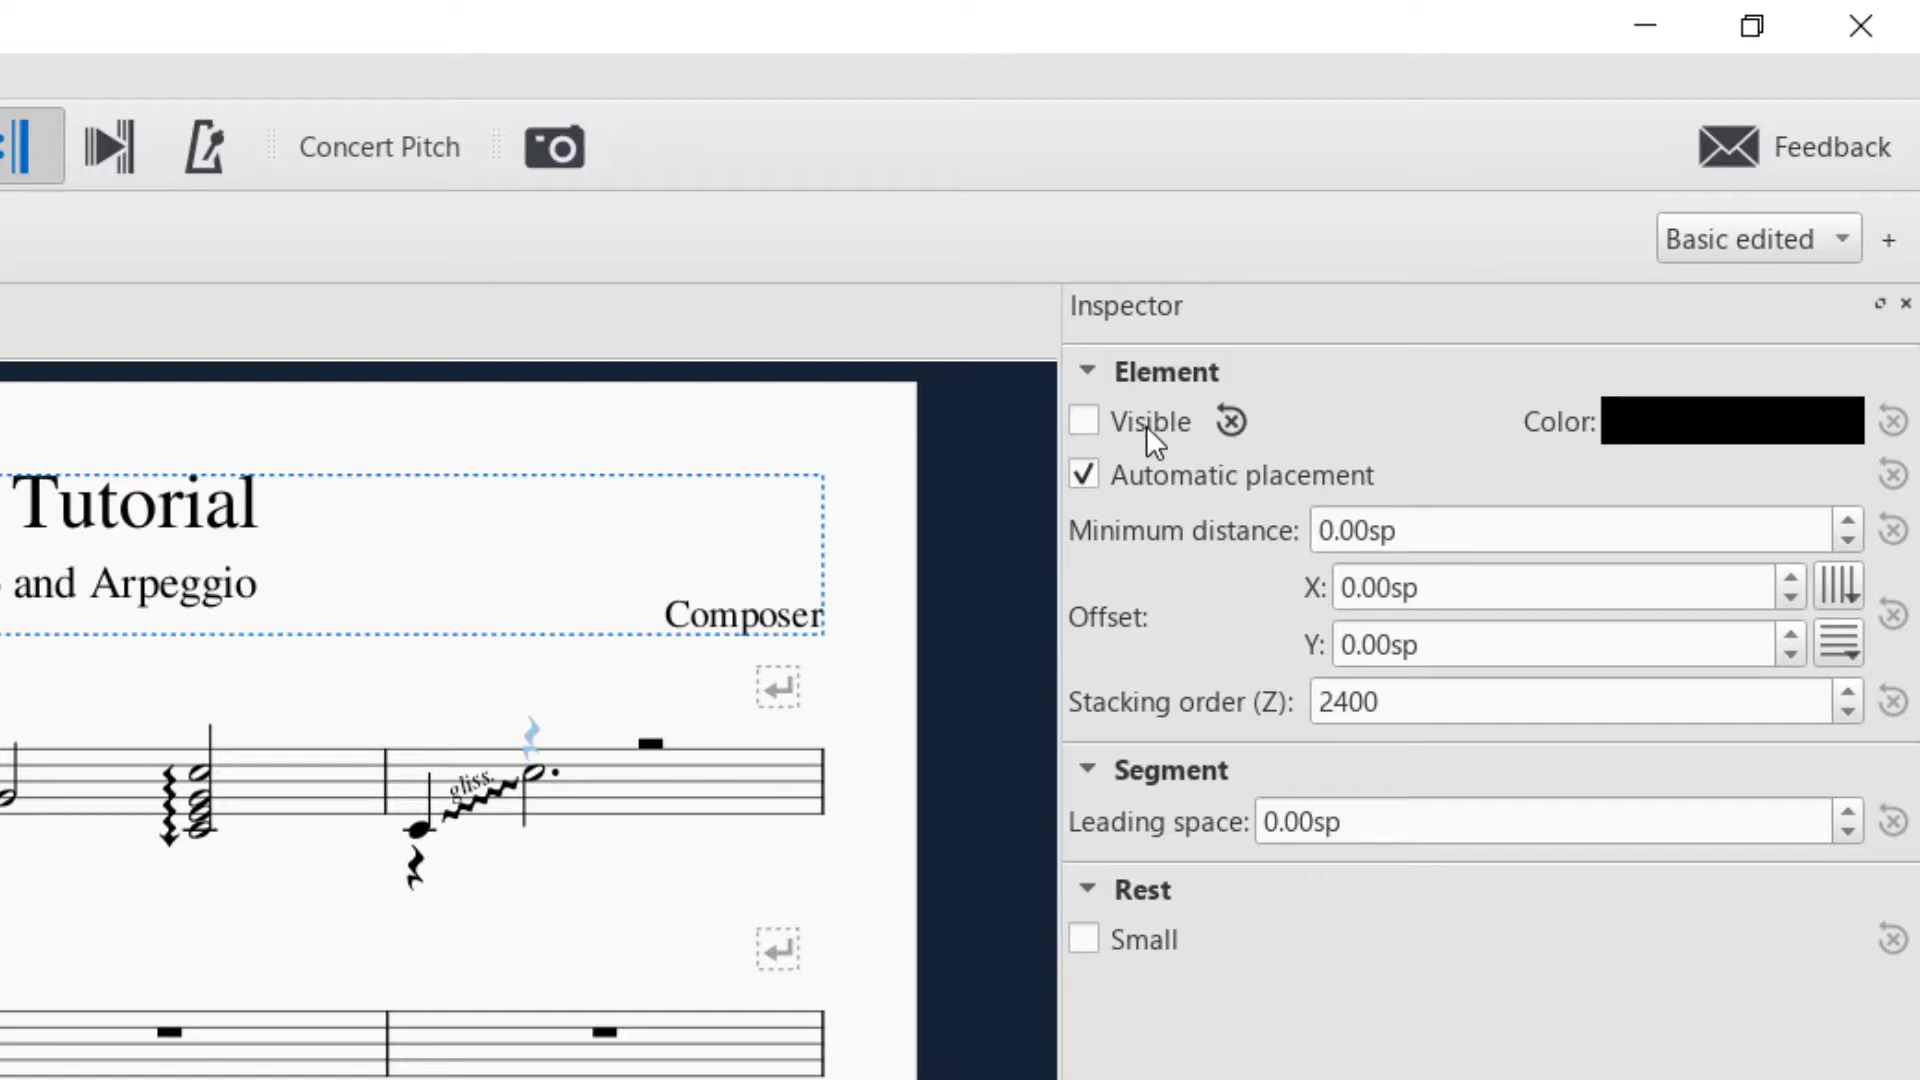 Concert Pitch
Feedback
Basic edited
+
Inspector
Element
Visible
Color:
Automatic placement
Minimum distance: 0.00sp
Offset:
X: 0.00sp
Y: 0.00sp
Stacking order (Z): 2400
Segment
Leading space: 0.00sp
Rest
Small
Tutorial
and Arpeggio
Composer
gliss.